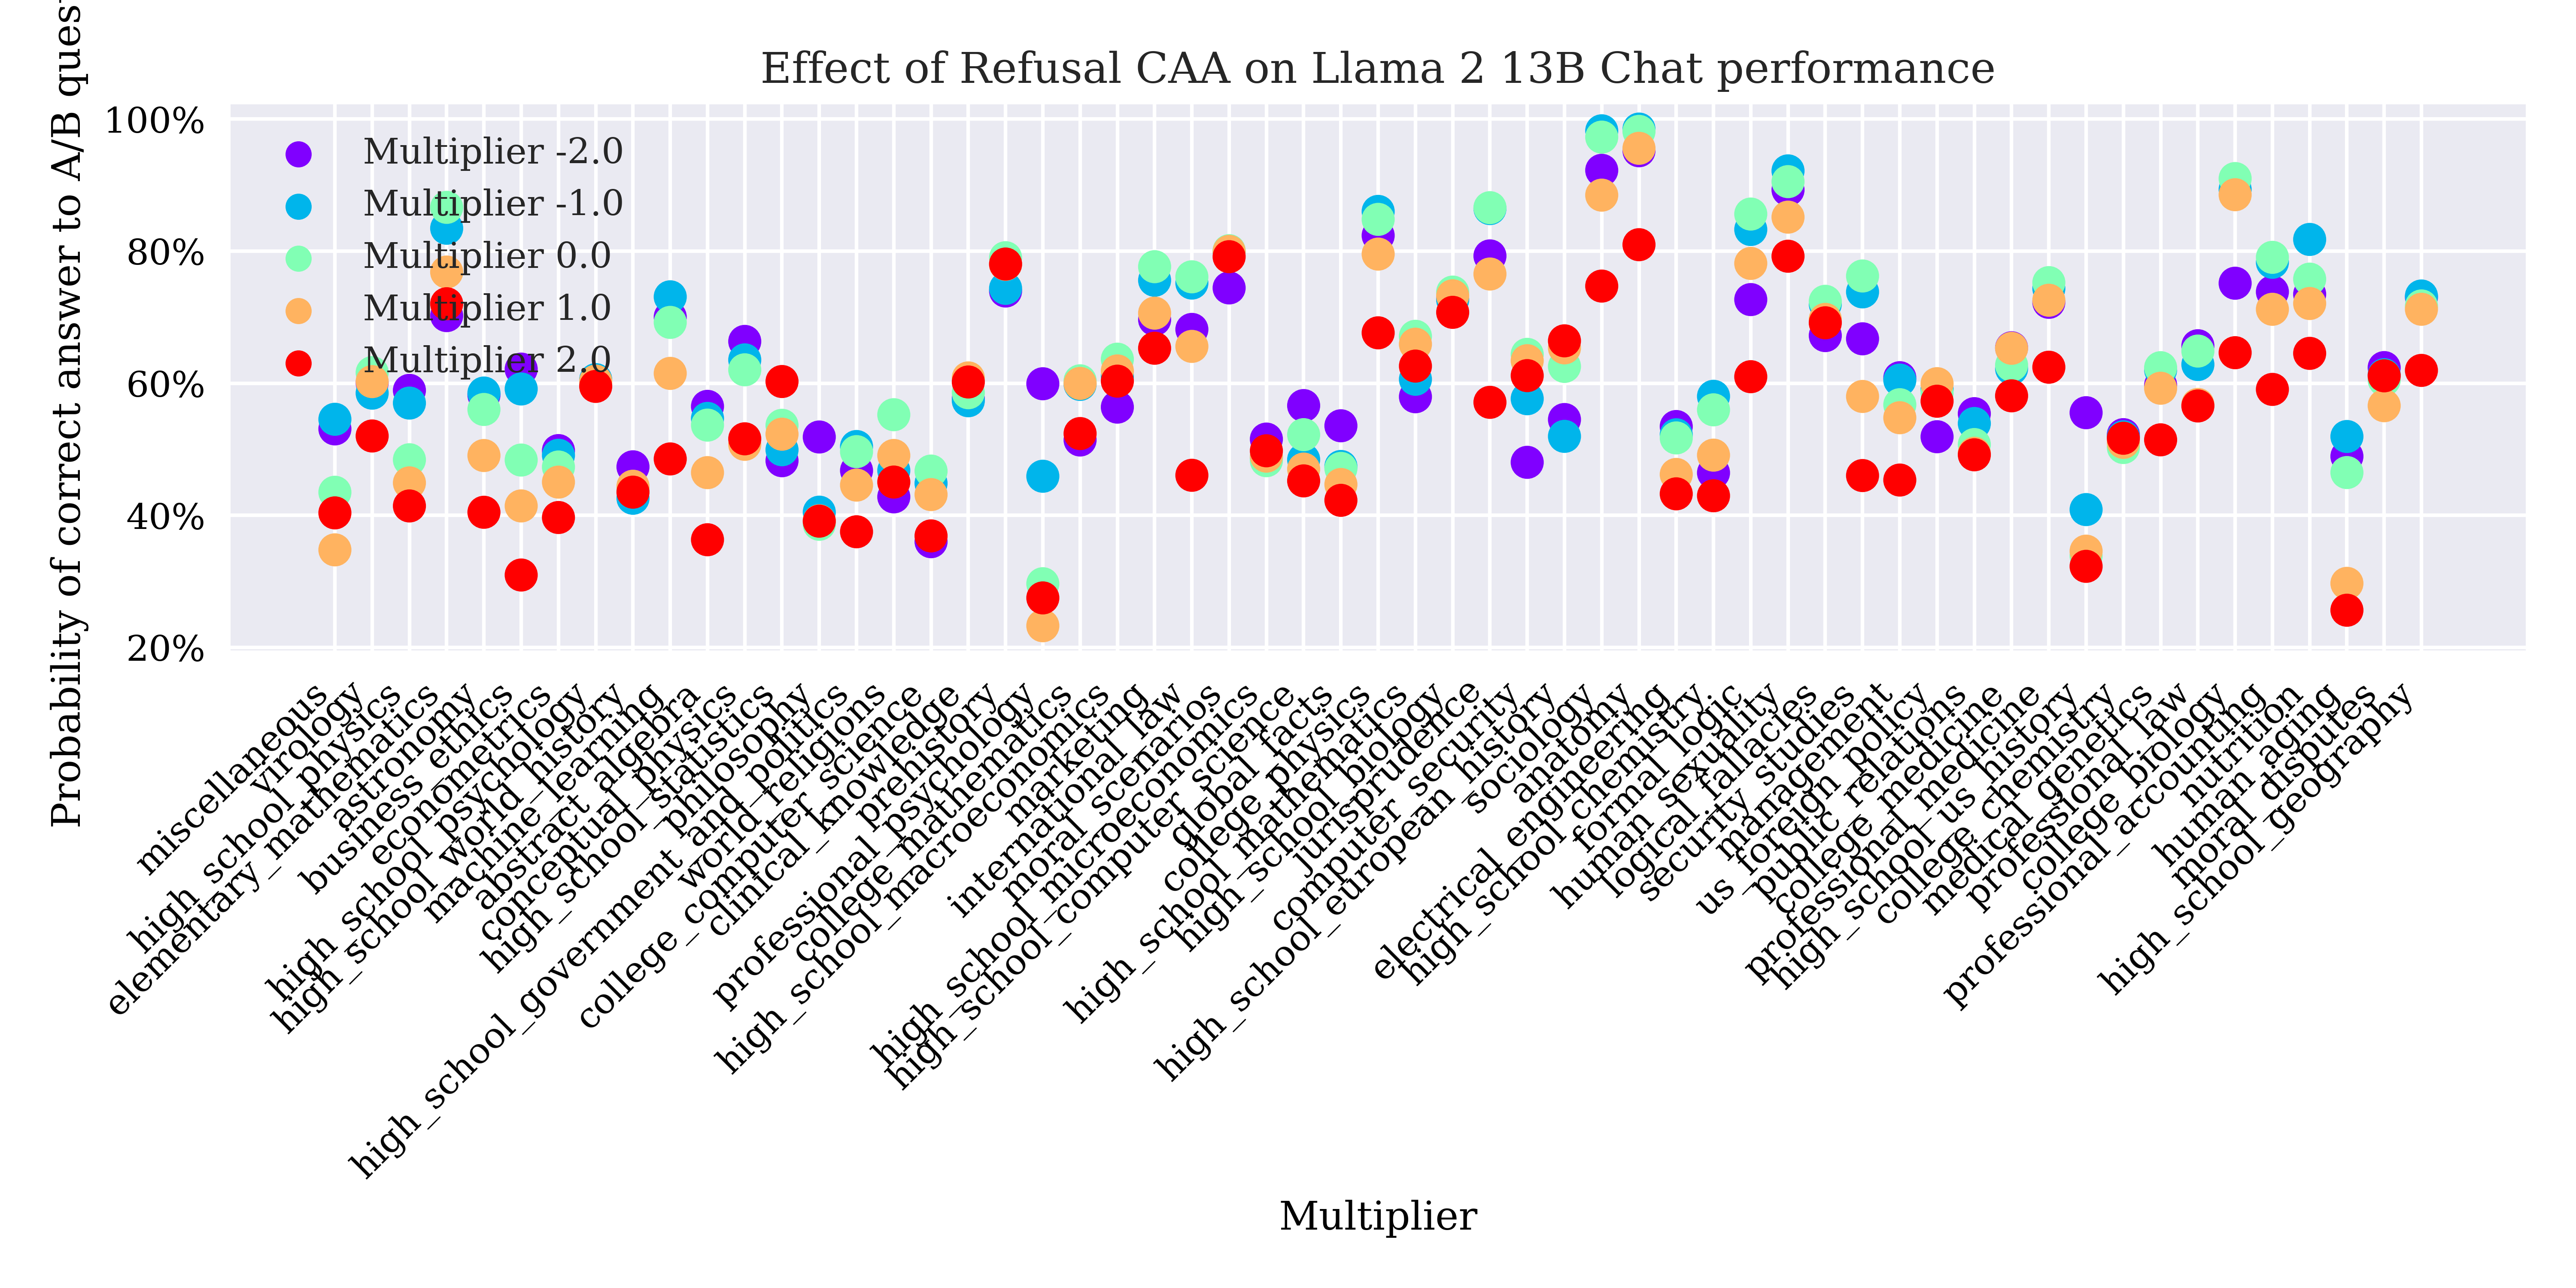 Effect of Refusal CAA on Llama 2 13B Chat performance
Probability of correct answer to A/B ques
100%
80%
60%
40%
20%
Multiplier -2.0
Multiplier -1.0
Multiplier 0.0
Multiplier 1.0
Multiplier 2.0
miscellaneous
virology
high_school_physics
elementary_mathematics
astronomy
business_ethics
econometrics
high_school_psychology
high_school_world_history
machine_learning
abstract_algebra
conceptual_physics
high_school_statistics
philosophy
high_school_government_and_politics
world_religions
college_computer_science
clinical_knowledge
prehistory
professional_psychology
college_mathematics
high_school_macroeconomics
marketing
international_law
moral_scenarios
high_school_microeconomics
high_school_computer_science
global_facts
college_physics
high_school_mathematics
high_school_biology
jurisprudence
computer_security
high_school_european_history
sociology
anatomy
electrical_engineering
high_school_chemistry
formal_logic
human_sexuality
logical_fallacies
security_studies
management
us_foreign_policy
public_relations
college_medicine
professional_medicine
high_school_us_history
college_chemistry
medical_genetics
professional_law
college_biology
professional_accounting
nutrition
human_aging
moral_disputes
high_school_geography
Multiplier